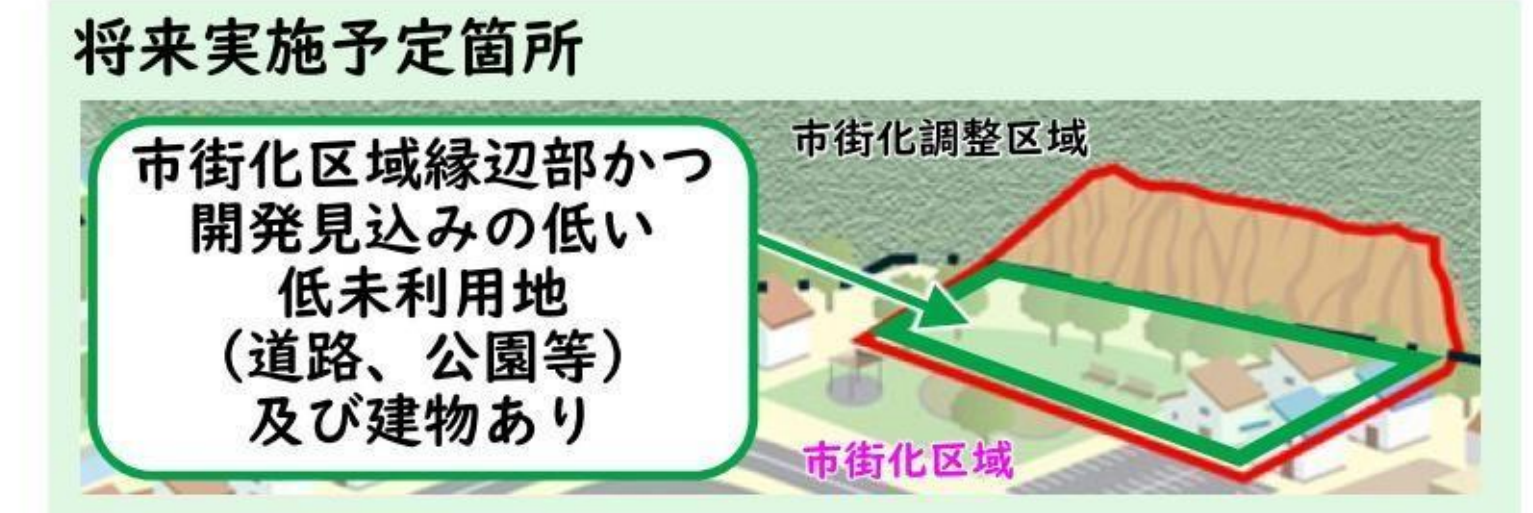 将来実施予定箇所
市街化区域縁辺部かつ
開発見込みの低い
低未利用地
（道路、公園等）
及び建物あり
市街化調整区域
市街化区域